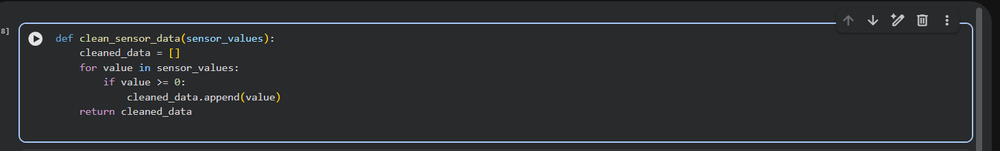 8]
def clean_sensor_data(sensor_values):
    cleaned_data = []
    for value in sensor_values:
        if value >= 0:
            cleaned_data.append(value)
    return cleaned_data